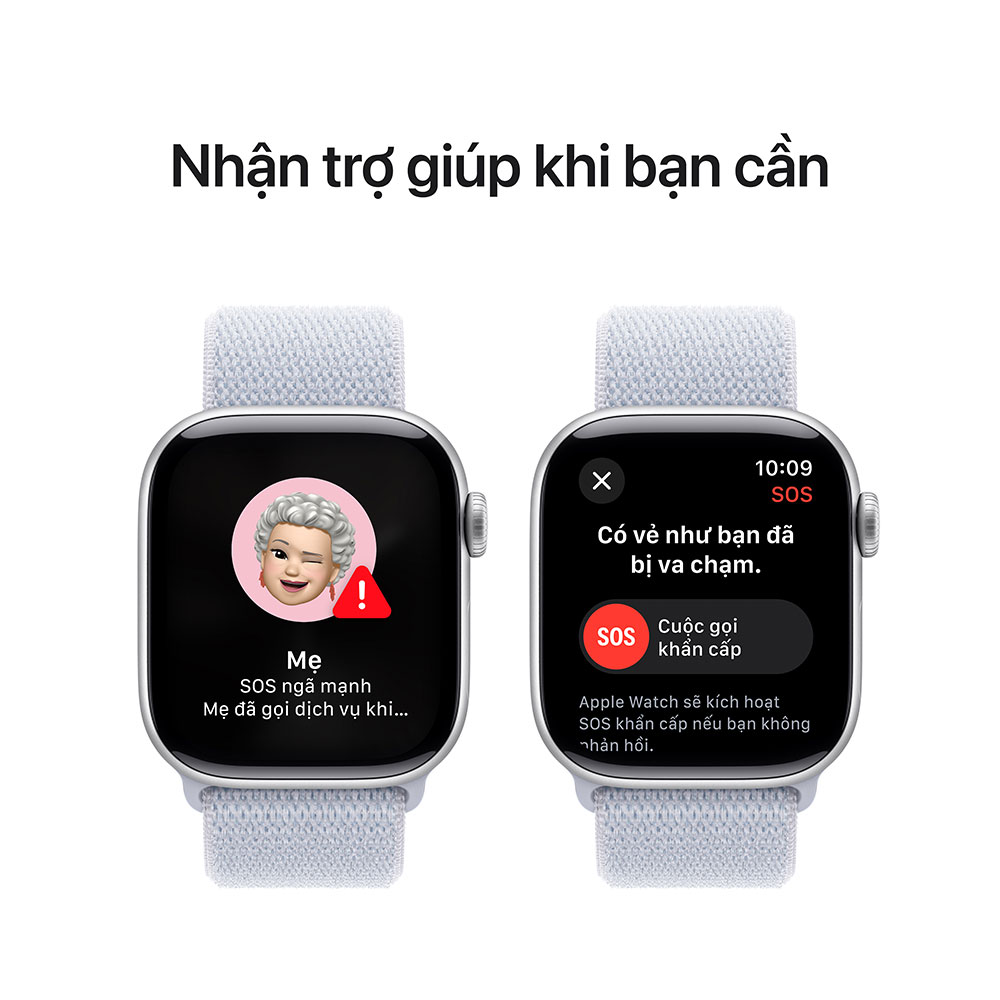 Nhận trợ giúp khi bạn cần
!
Mẹ
SOS ngã mạnh
Mẹ đã gọi dịch vụ khi...
10:09
SOS
Có vẻ như bạn đã
bị va chạm.
SOS
Cuộc gọi
khẩn cấp
Apple Watch sẽ kích hoạt
SOS khẩn cấp nếu bạn không
phản hồi.